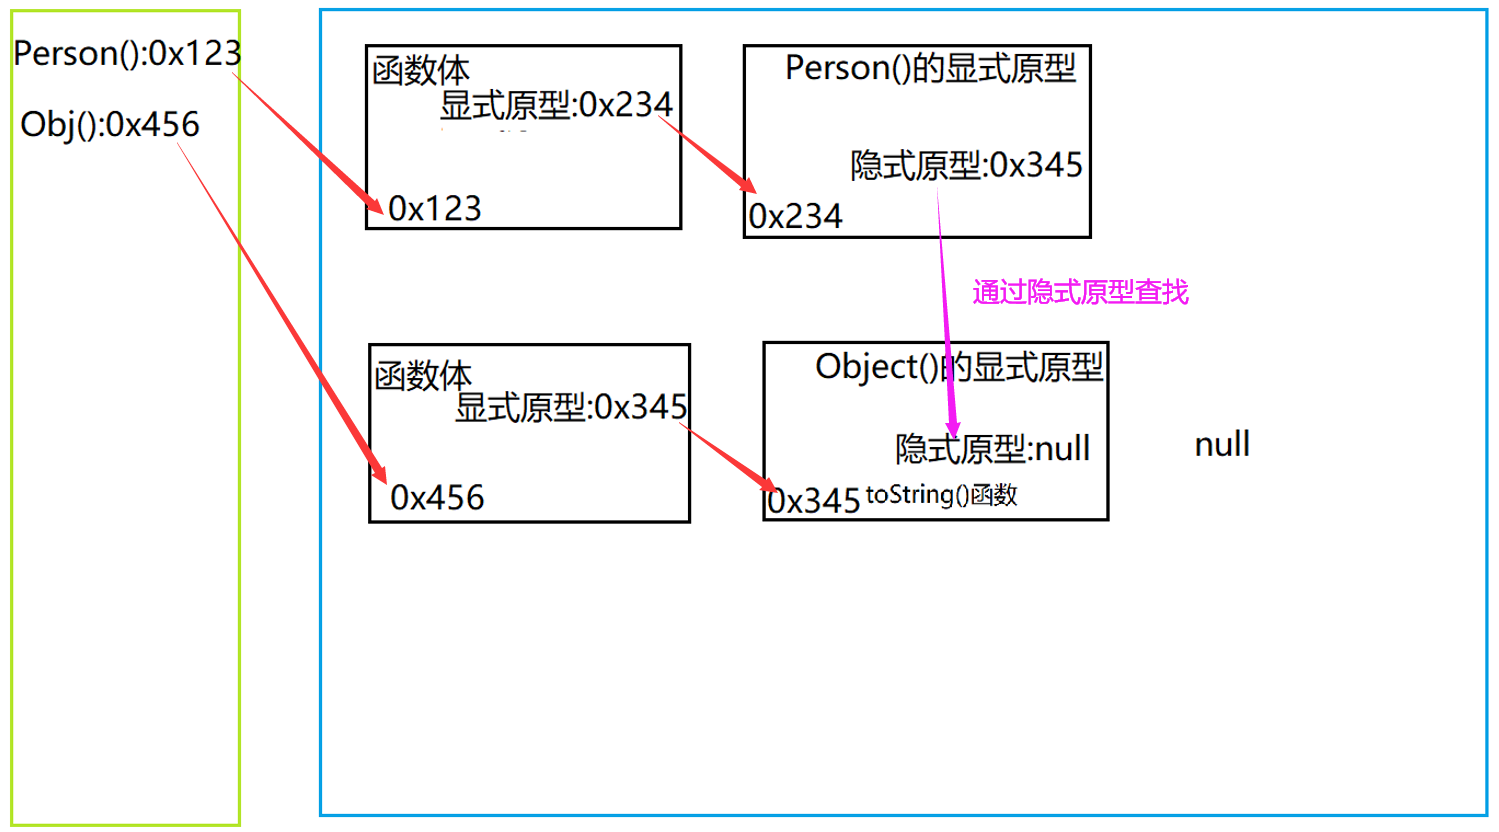 Person():0x123
Obj():0x456
函数体
显式原型:0x234
0x123
Person()的显式原型
隐式原型:0x345
0x234
通过隐式原型查找
函数体
显式原型:0x345
0x456
Object()的显式原型
隐式原型:null
0x345 toString()函数
null